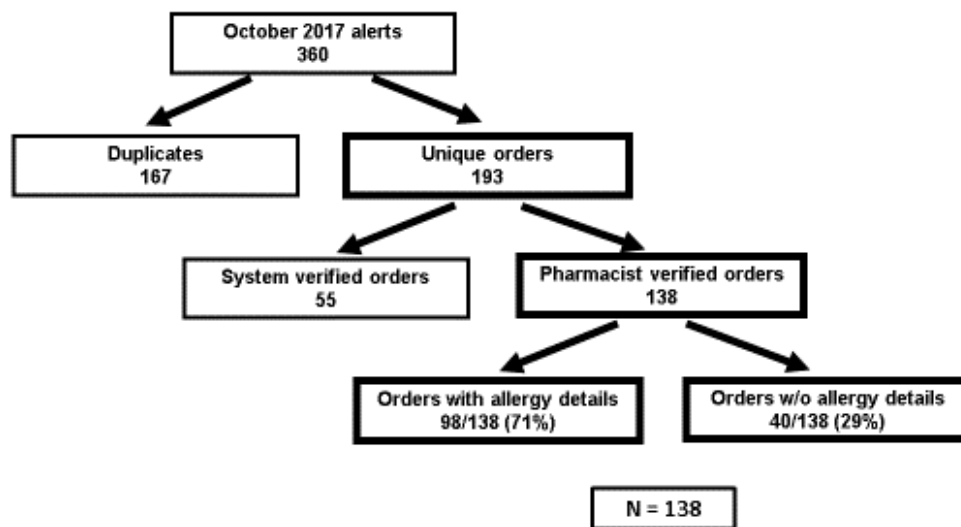 October 2017 alerts
360
Duplicates
167
Unique orders
193
System verified orders
55
Pharmacist verified orders
138
Orders with allergy details
98/138 (71%)
Orders w/o allergy details
40/138 (29%)
N = 138